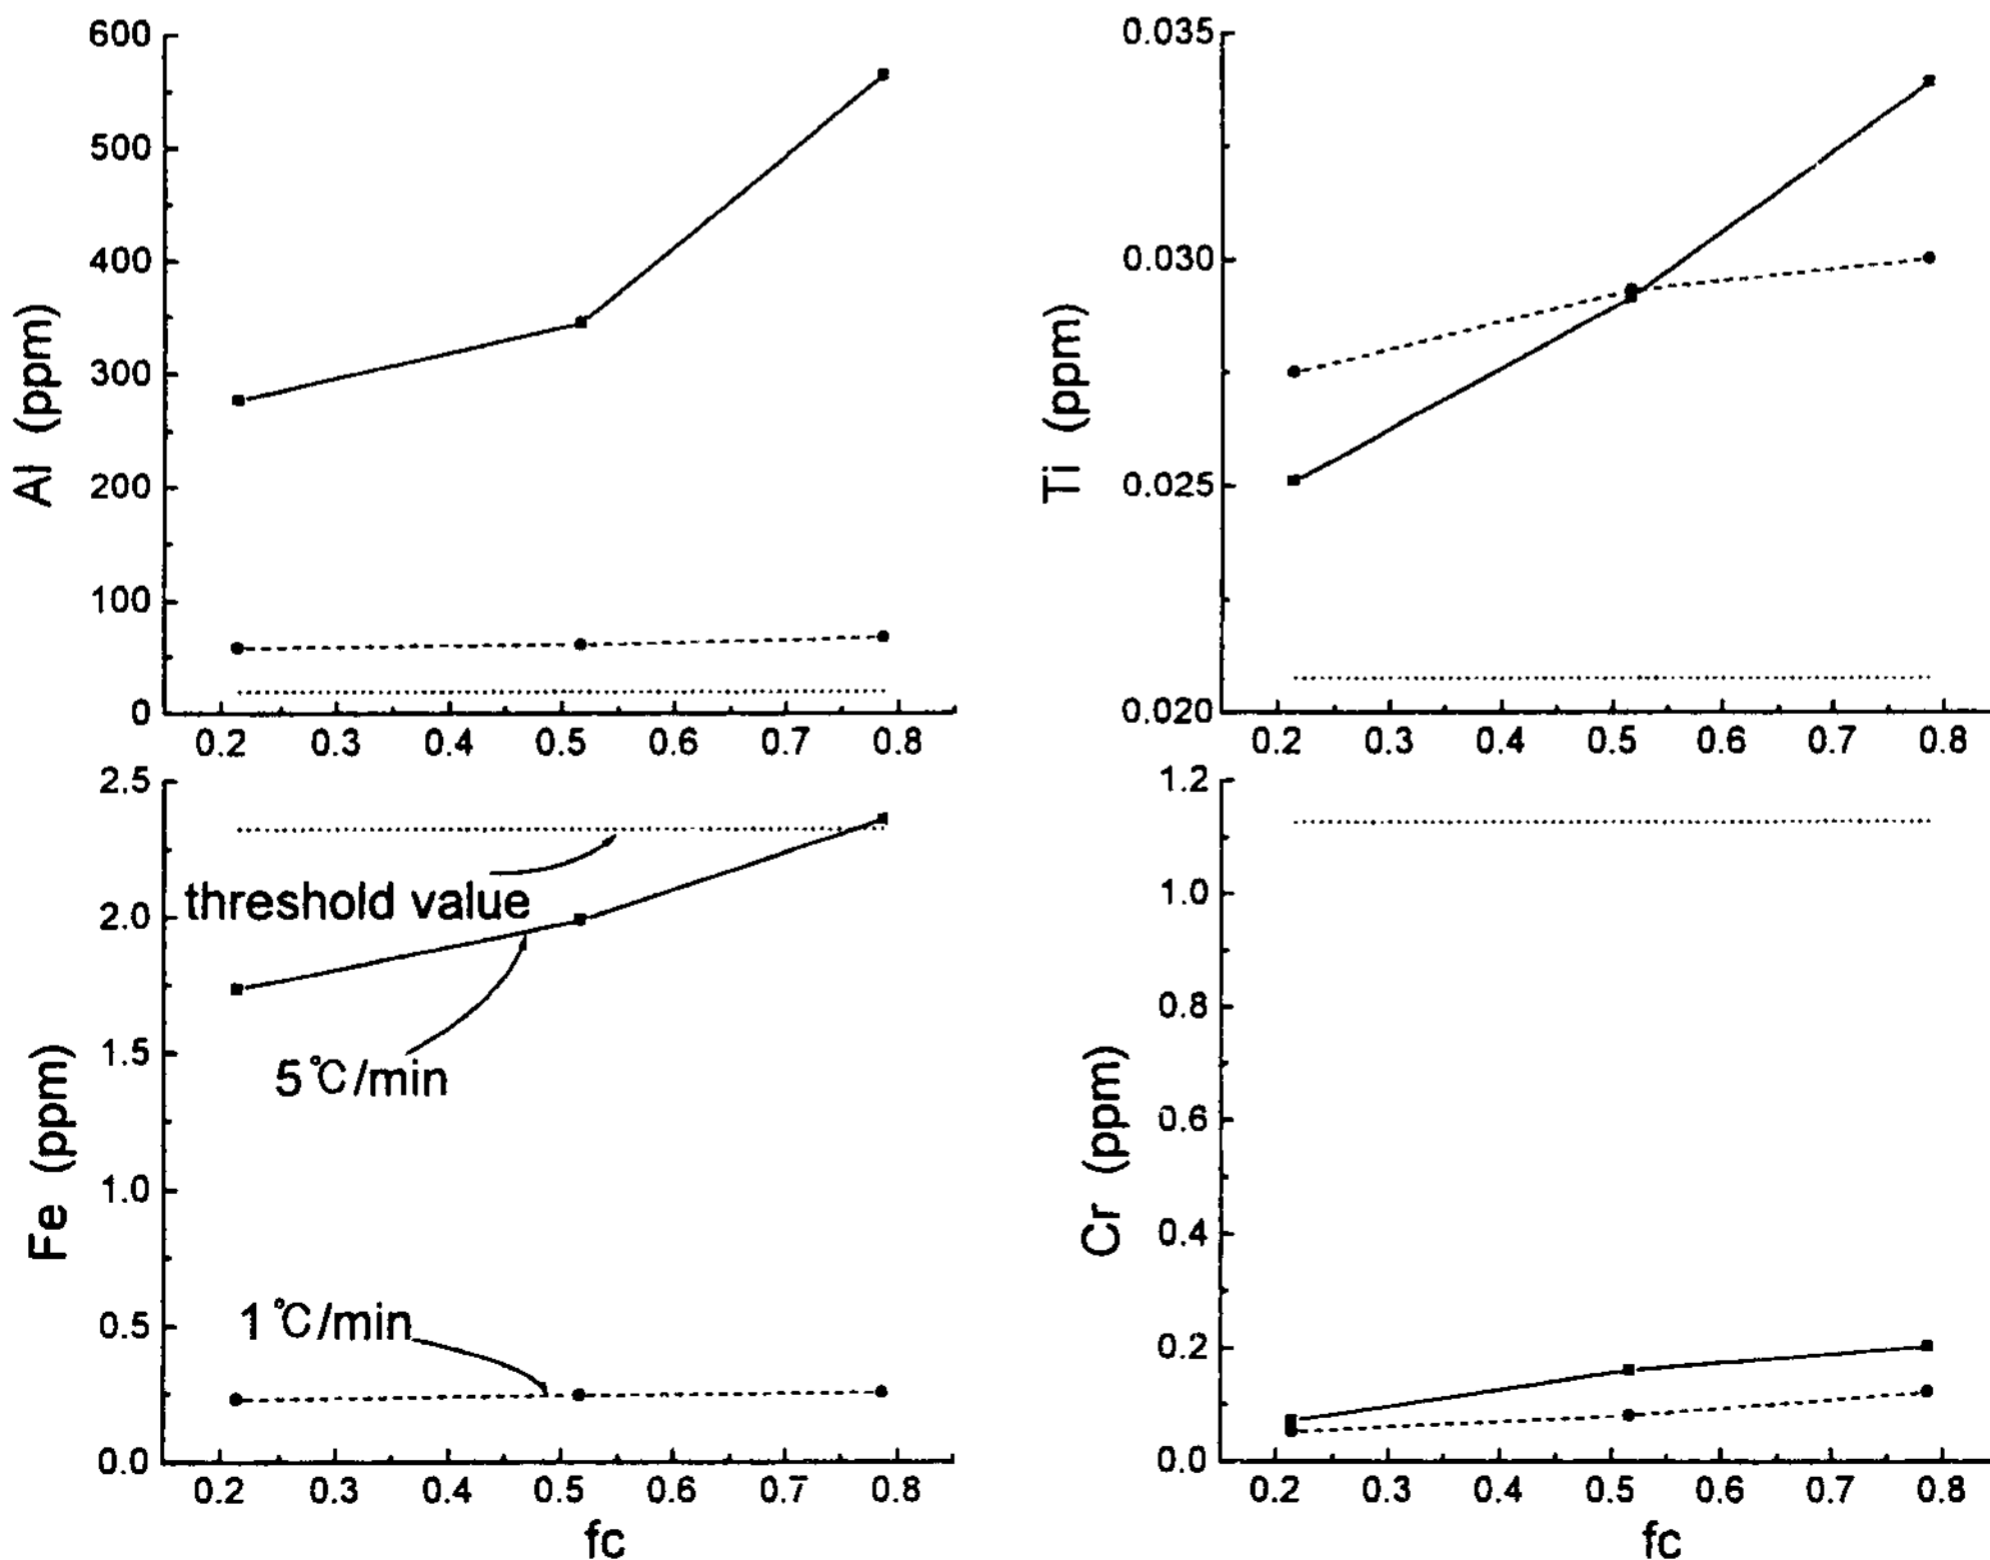 600
500
400
300
200
100
0
Al (ppm)
0.2 0.3 0.4 0.5 0.6 0.7 0.8
0.035
0.030
0.025
0.020
Ti (ppm)
0.2 0.3 0.4 0.5 0.6 0.7 0.8
2.5
2.0
1.5
1.0
0.5
0.0
Fe (ppm)
threshold value
5℃/min
1℃/min
0.2 0.3 0.4 0.5 0.6 0.7 0.8
fc
1.2
1.0
0.8
0.6
0.4
0.2
0.0
Cr (ppm)
0.2 0.3 0.4 0.5 0.6 0.7 0.8
fc